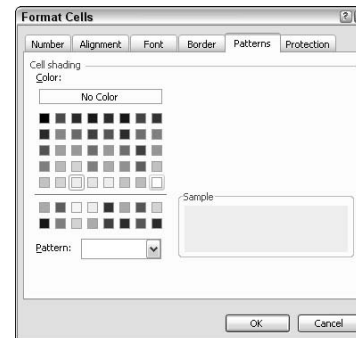 Format Cells
Number Alignment Font Border Patterns Protection
Cell shading
Color:
No Color
Sample
Pattern:
OK Cancel